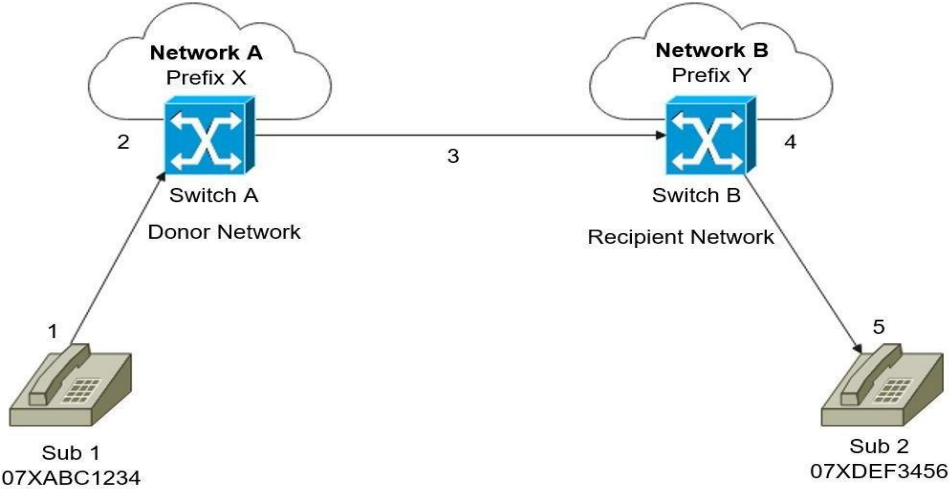 Network A
Prefix X
Network B
Prefix Y
2
3
4
Switch A
Switch B
Donor Network
Recipient Network
1
5
Sub 1
07XABC1234
Sub 2
07XDEF3456